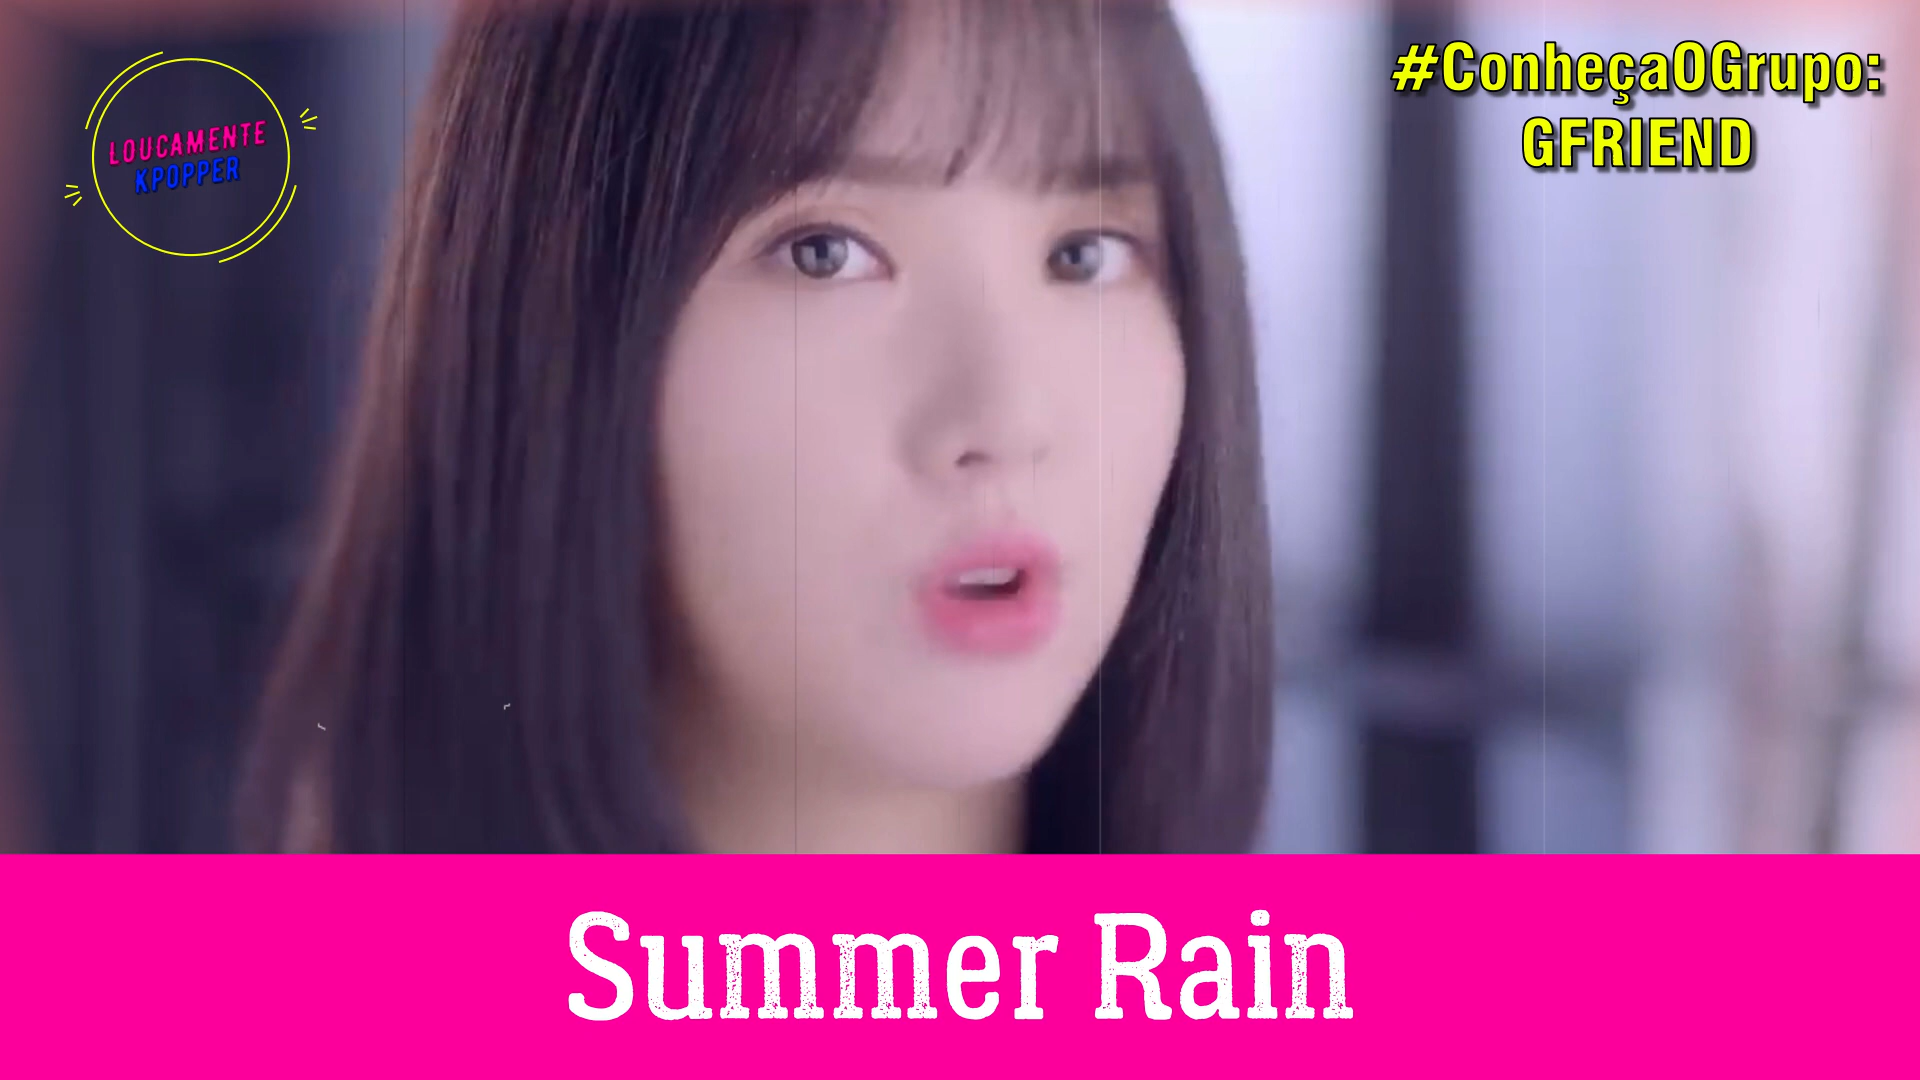 LOUCAMENTE
KPOPPER
#ConheçaOGrupo:
GFRIEND
Summer Rain